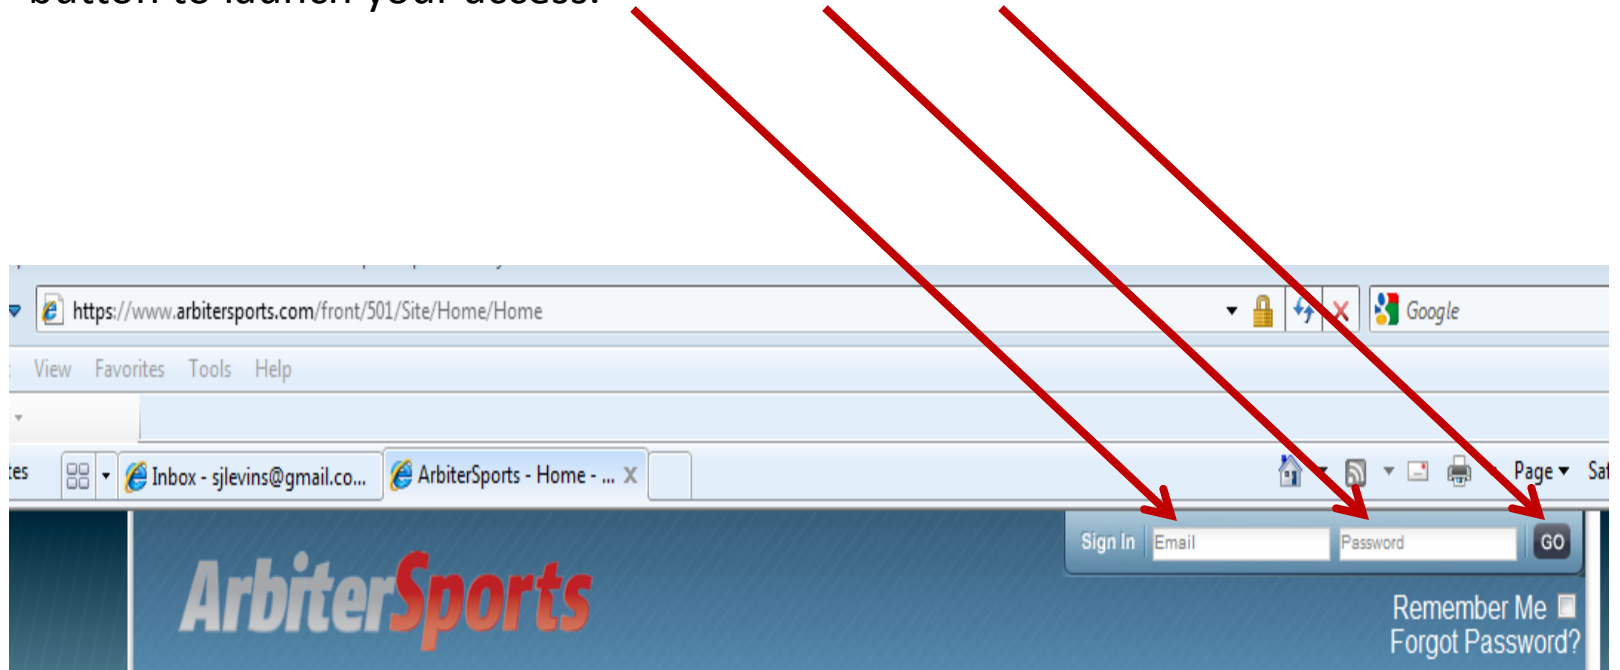 button to launch your access.
https://www.arbitersports.com/front/501/Site/Home/Home
Google
View Favorites Tools Help
Inbox - sjlevins@gmail.co...
ArbiterSports - Home - ...
Page
Sign In
Email
Password
GO
ArbiterSports
Remember Me
Forgot Password?